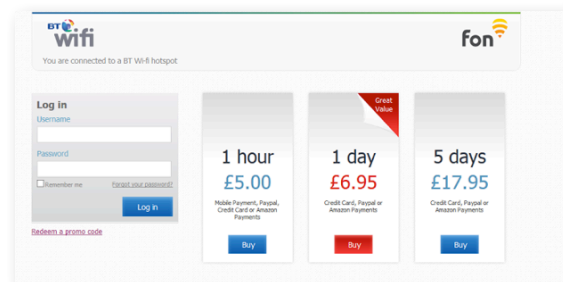 BT
wifi
fon
You are connected to a BT Wi-fi hotspot
Log in
Username
Password
Remember me
Forgot your password?
Log in
Redeem a promo code
1 hour
£5.00
Mobile Payment, Paypal,
Credit Card or Amazon
Payments
Buy
Great
Value
1 day
£6.95
Credit Card, Paypal or
Amazon Payments
Buy
5 days
£17.95
Credit Card, Paypal or
Amazon Payments
Buy